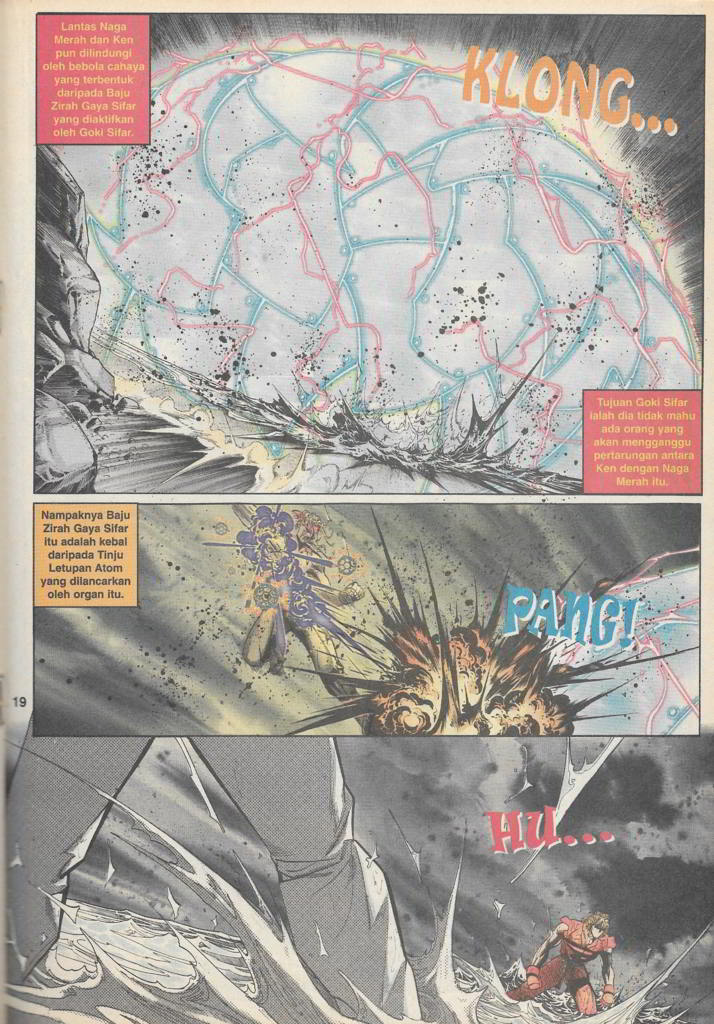 Lantas Naga
Merah dan Ken
pun dilindungi
oleh bebola cahaya
yang terbentuk
daripada Baju
Zirah Gaya Sifar
yang diaktifkan
oleh Goki Sifar.
KLONG...
Tujuan Goki Sifar
ialah dia tidak mahu
ada orang yang
akan mengganggu
pertarungan antara
Ken dengan Naga
Merah itu.
Nampaknya Baju
Zirah Gaya Sifar
itu adalah kebal
daripada Tinju
Letupan Atom
yang dilancarkan
oleh organ itu.
PANG!
19
HU...